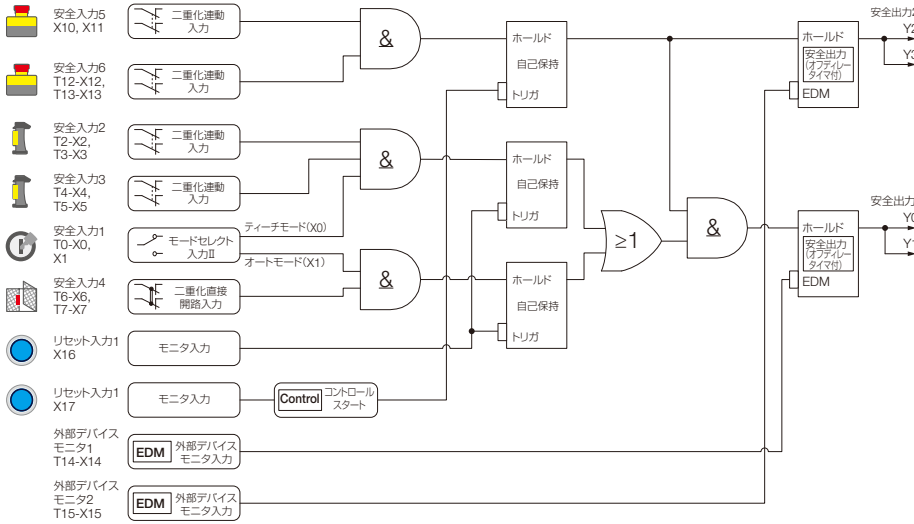 安全入力5
X10, X11
二重化連動
入力
&
ホールド
自己保持
トリガ
ホールド
安全出力
(オフディレー
タイマ付)
EDM
安全出力2
Y2
Y3
安全入力6
T12-X12,
T13-X13
二重化連動
入力
安全入力2
T2-X2,
T3-X3
二重化連動
入力
&
ホールド
自己保持
トリガ
安全入力3
T4-X4,
T5-X5
二重化連動
入力
≥1
&
ホールド
安全出力
(オフディレー
タイマ付)
EDM
安全出力
Y0
Y1
安全入力1
T0-X0,
X1
モードセレクト
入力II
ティーチモード(X0)
オートモード(X1)
&
ホールド
自己保持
トリガ
安全入力4
T6-X6,
T7-X7
二重化直接
開路入力
リセット入力1
X16
モニタ入力
リセット入力1
X17
モニタ入力
Control
コントロール
スタート
外部デバイス
モニタ1
T14-X14
EDM
外部デバイス
モニタ入力
外部デバイス
モニタ2
T15-X15
EDM
外部デバイス
モニタ入力